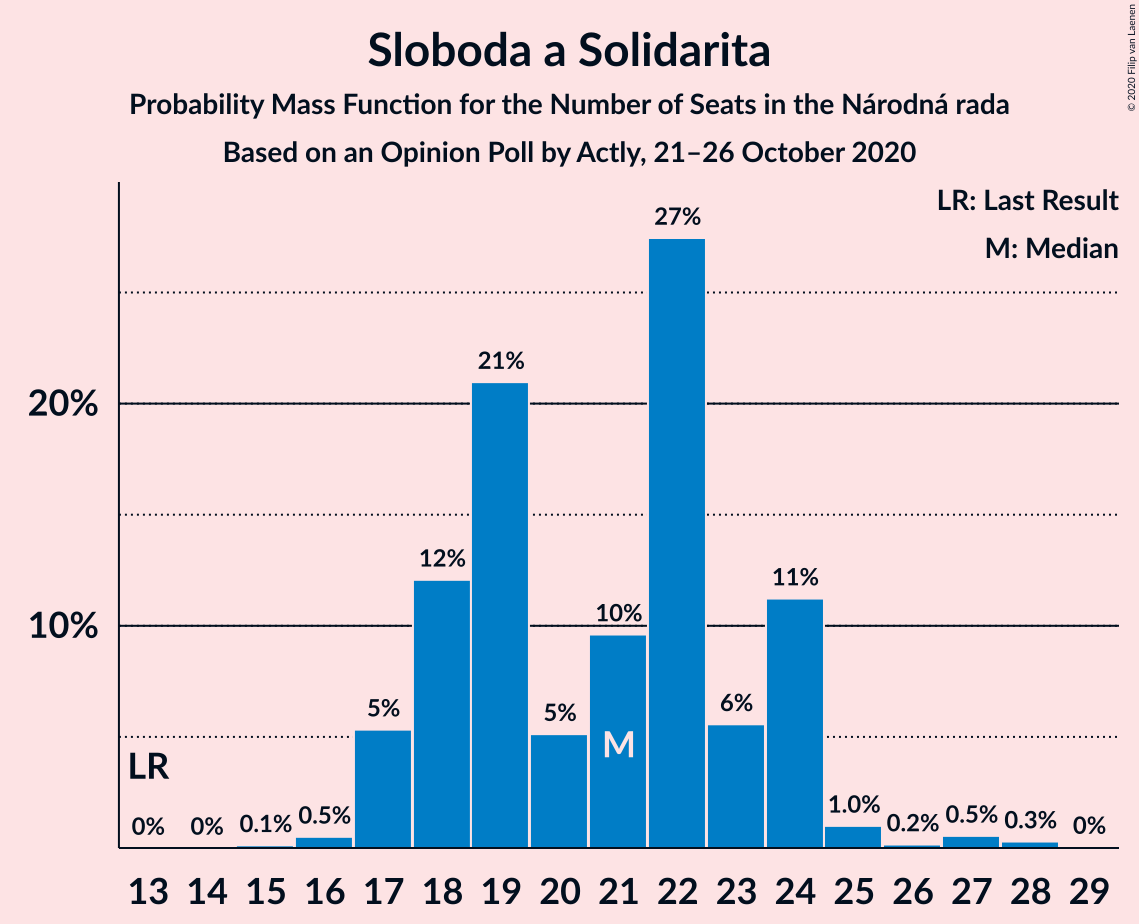 Sloboda a Solidarita
Probability Mass Function for the Number of Seats in the Národná rada
Based on an Opinion Poll by Actly, 21–26 October 2020
© 2020 Filip van Laenen
LR: Last Result
M: Median
27%
21%
20%
12%
11%
10%
10%
6%
5%
5%
M
LR
0%
0%
0.1%
0.5%
1.0%
0.2%
0.5%
0.3%
0%
13 14 15 16 17 18 19 20 21 22 23 24 25 26 27 28 29